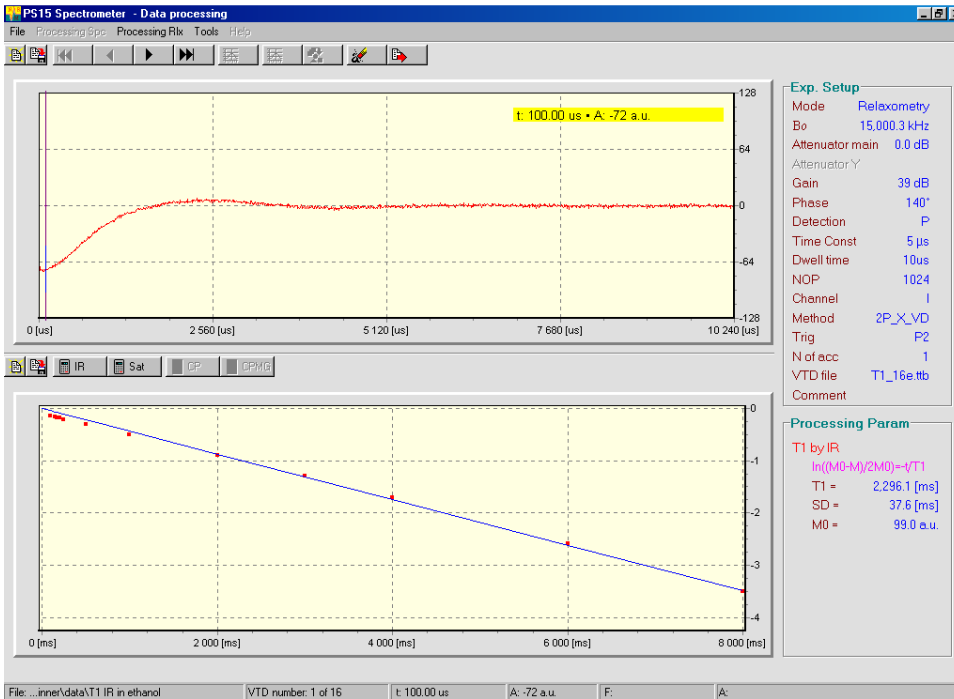 PS15 Spectrometer - Data processing
File Processing Spc Processing Rlx Tools Help
t: 100.00 us • A: -72 a.u.
128
64
0
-64
-128
0 [us] 2 560 [us] 5 120 [us] 7 680 [us] 10 240 [us]
IR Sat CP CPMG
0
-1
-2
-3
-4
0 [ms] 2 000 [ms] 4 000 [ms] 6 000 [ms] 8 000 [ms]
Exp. Setup
Mode Relaxometry
Bo 15,000.3 kHz
Attenuator main 0.0 dB
Attenuator Y
Gain 39 dB
Phase 140°
Detection P
Time Const 5 µs
Dwell time 10us
NOP 1024
Channel I
Method 2P_X_VD
Trig P2
N of acc 1
VTD file T1_16e.ttb
Comment
Processing Param
T1 by IR
ln((M0-M)/2M0)=-t/T1
T1 = 2,296.1 [ms]
SD = 37.6 [ms]
M0 = 99.0 a.u.
File: ...inner\data\T1 IR in ethanol VTD number: 1 of 16 t: 100.00 us A: -72 a.u. F: A: